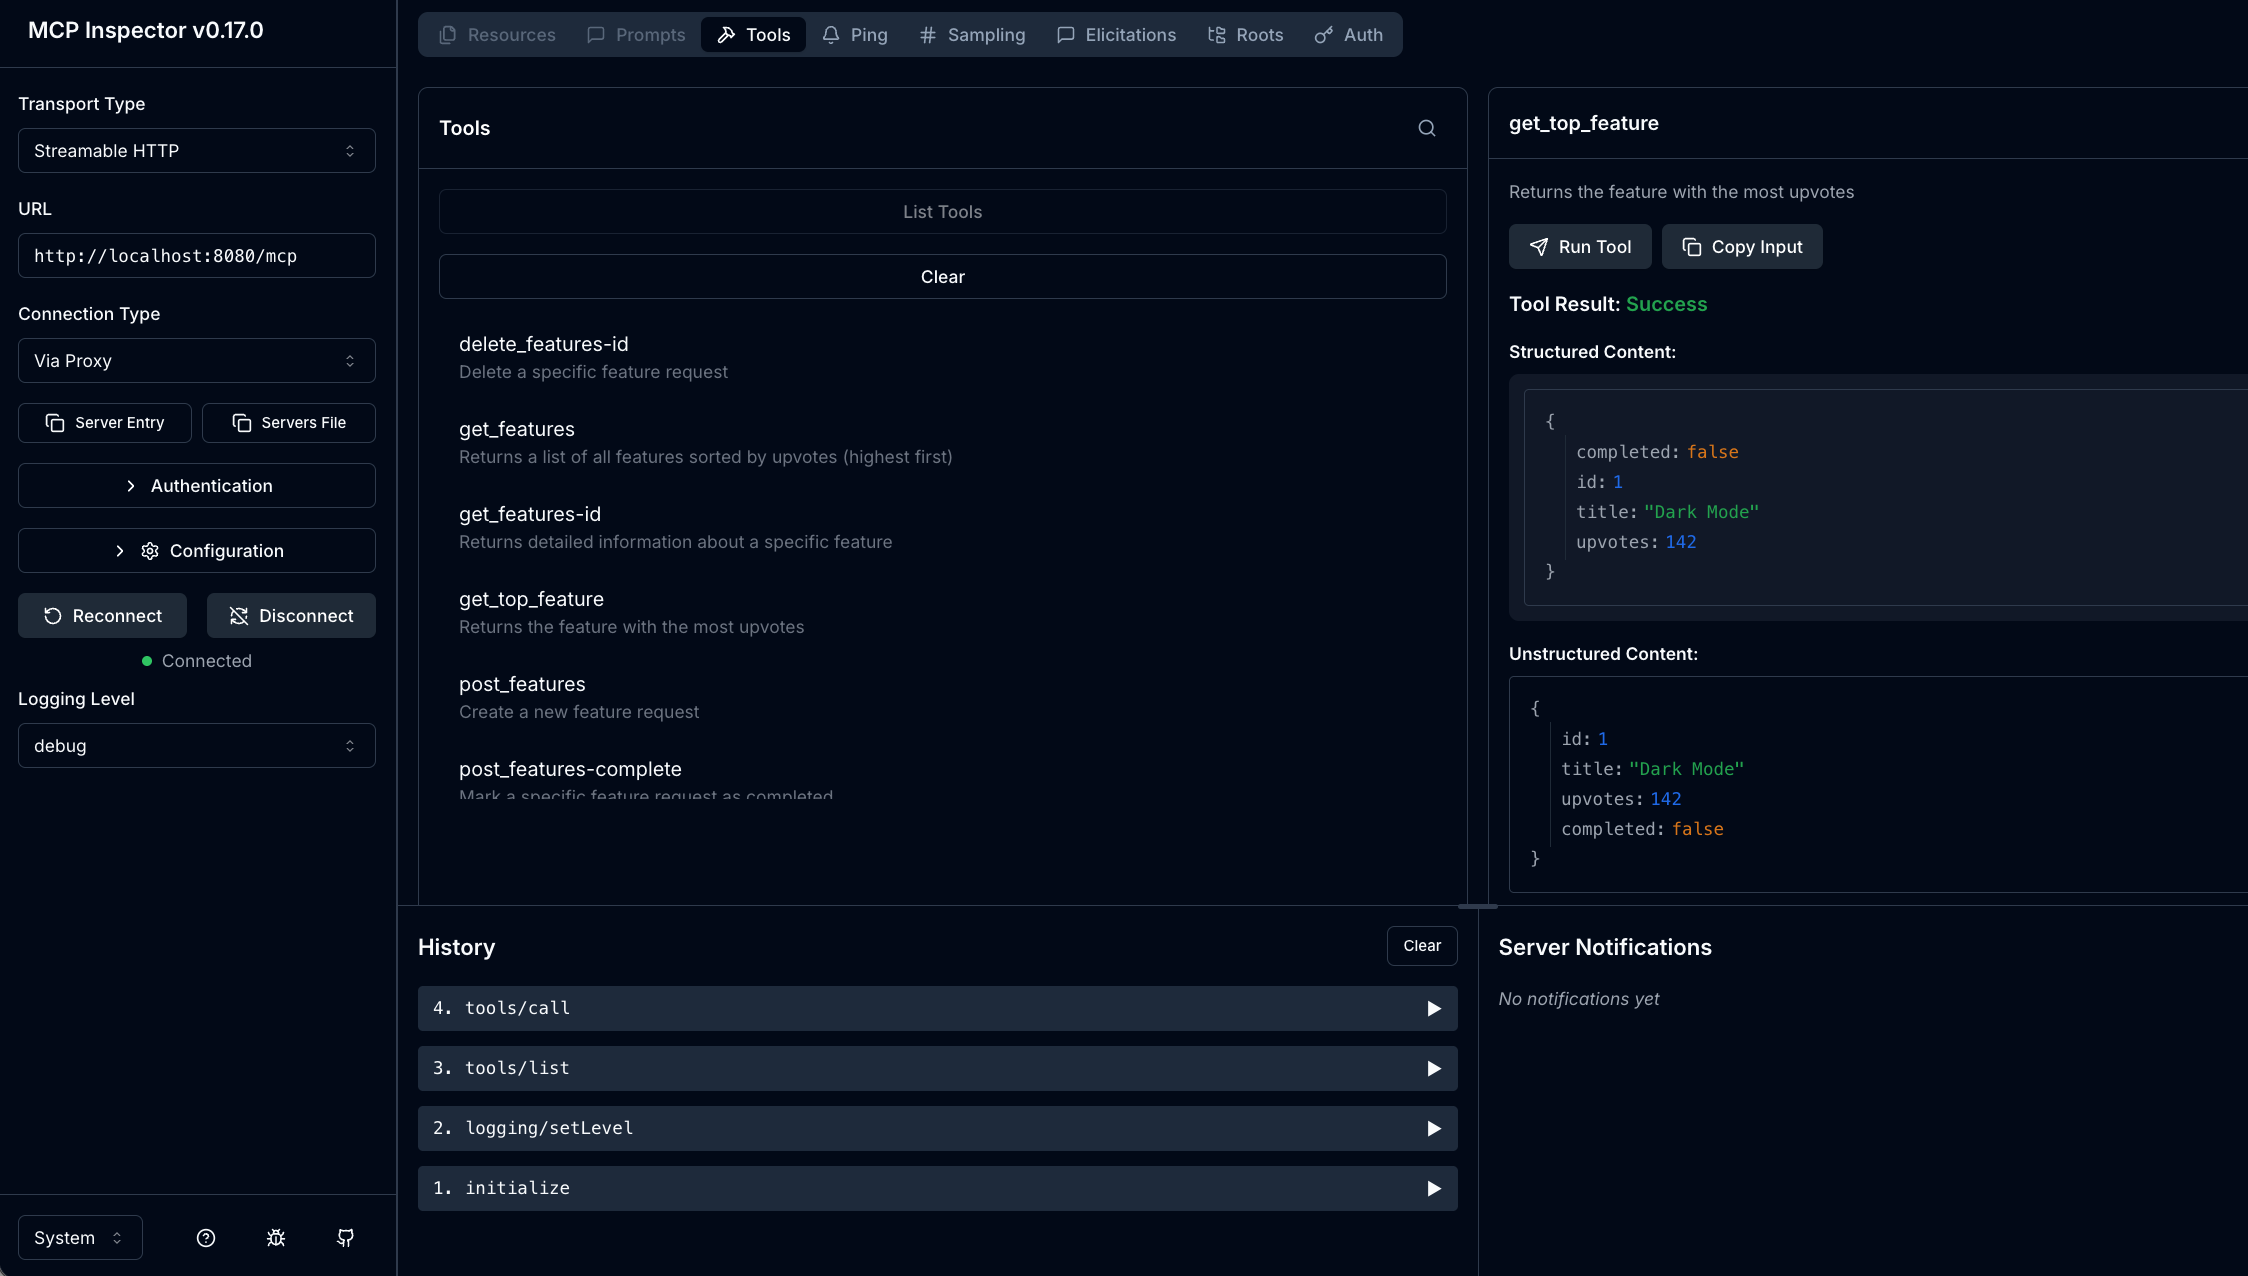 MCP Inspector v0.17.0
Transport Type
Streamable HTTP
URL
http://localhost:8080/mcp
Connection Type
Via Proxy
Server Entry
Servers File
Authentication
Configuration
Reconnect
Disconnect
Connected
Logging Level
debug
System
Resources
Prompts
Tools
Ping
Sampling
Elicitations
Roots
Auth
Tools
List Tools
Clear
delete_features-id
Delete a specific feature request
get_features
Returns a list of all features sorted by upvotes (highest first)
get_features-id
Returns detailed information about a specific feature
get_top_feature
Returns the feature with the most upvotes
post_features
Create a new feature request
post_features-complete
Mark a specific feature request as completed
get_top_feature
Returns the feature with the most upvotes
Run Tool
Copy Input
Tool Result: Success
Structured Content:
{
completed: false
id: 1
title: "Dark Mode"
upvotes: 142
}
Unstructured Content:
{
id: 1
title: "Dark Mode"
upvotes: 142
completed: false
}
History
Clear
4. tools/call
3. tools/list
2. logging/setLevel
1. initialize
Server Notifications
No notifications yet